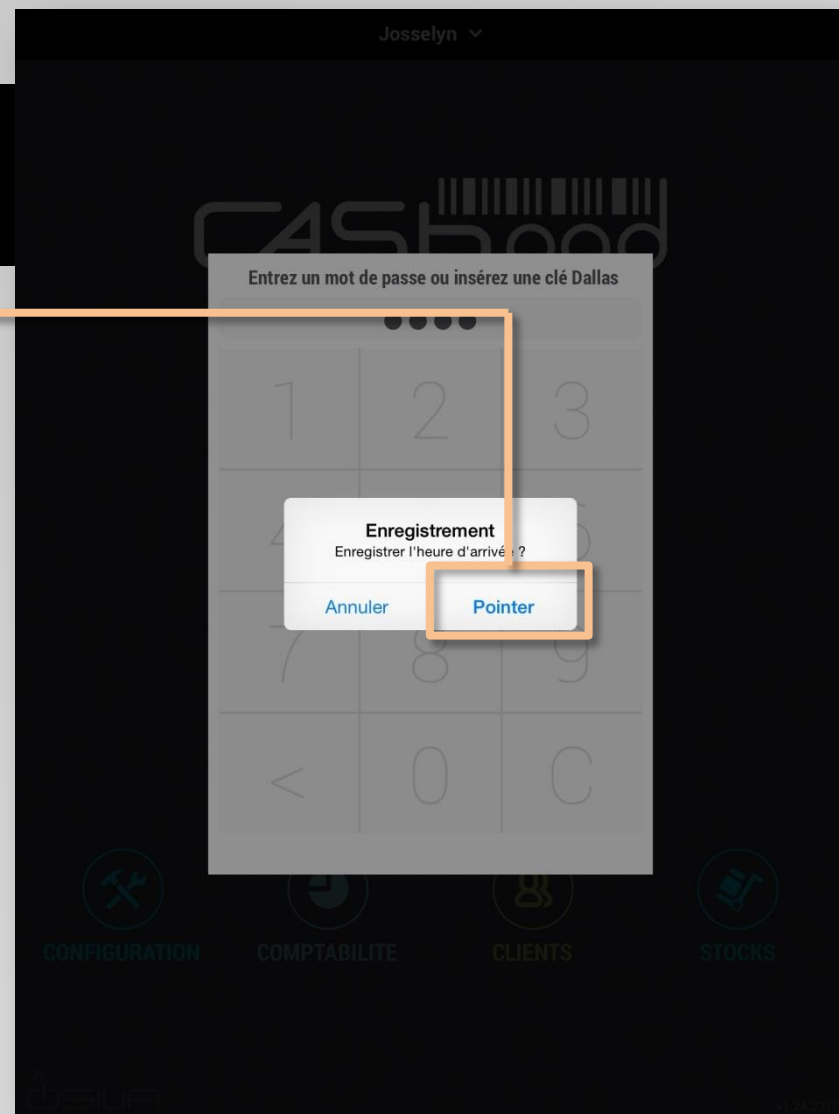 Josselyn
CAShpad
Entrez un mot de passe ou insérez une clé Dallas
1 2 3
Enregistrement
Enregistrer l'heure d'arrivée ?
Annuler Pointer
7 8 9
< 0 C
CONFIGURATION COMPTABILITE CLIENTS STOCKS